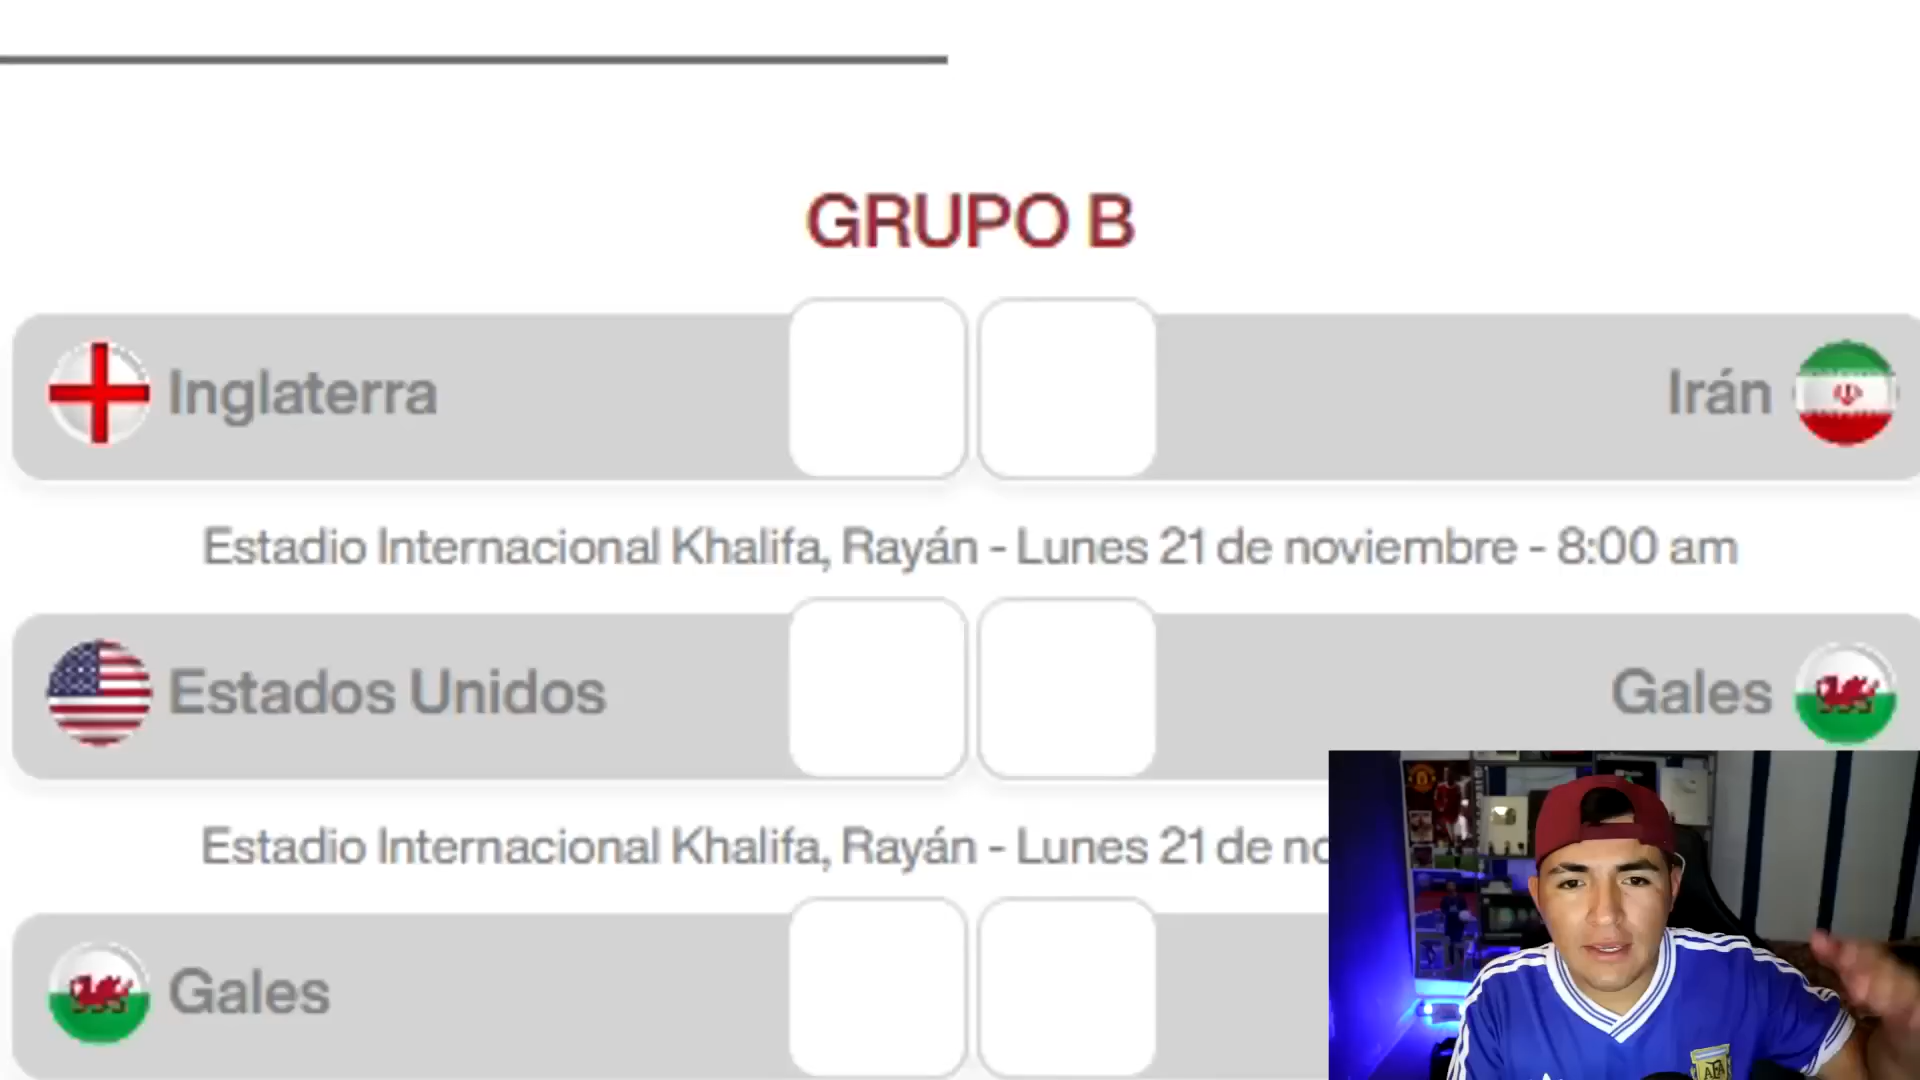 GRUPO B
Inglaterra Irán
Estadio Internacional Khalifa, Rayán - Lunes 21 de noviembre - 8:00 am
Estados Unidos Gales
Estadio Internacional Khalifa, Rayán - Lunes 21 de no
Gales
AFA